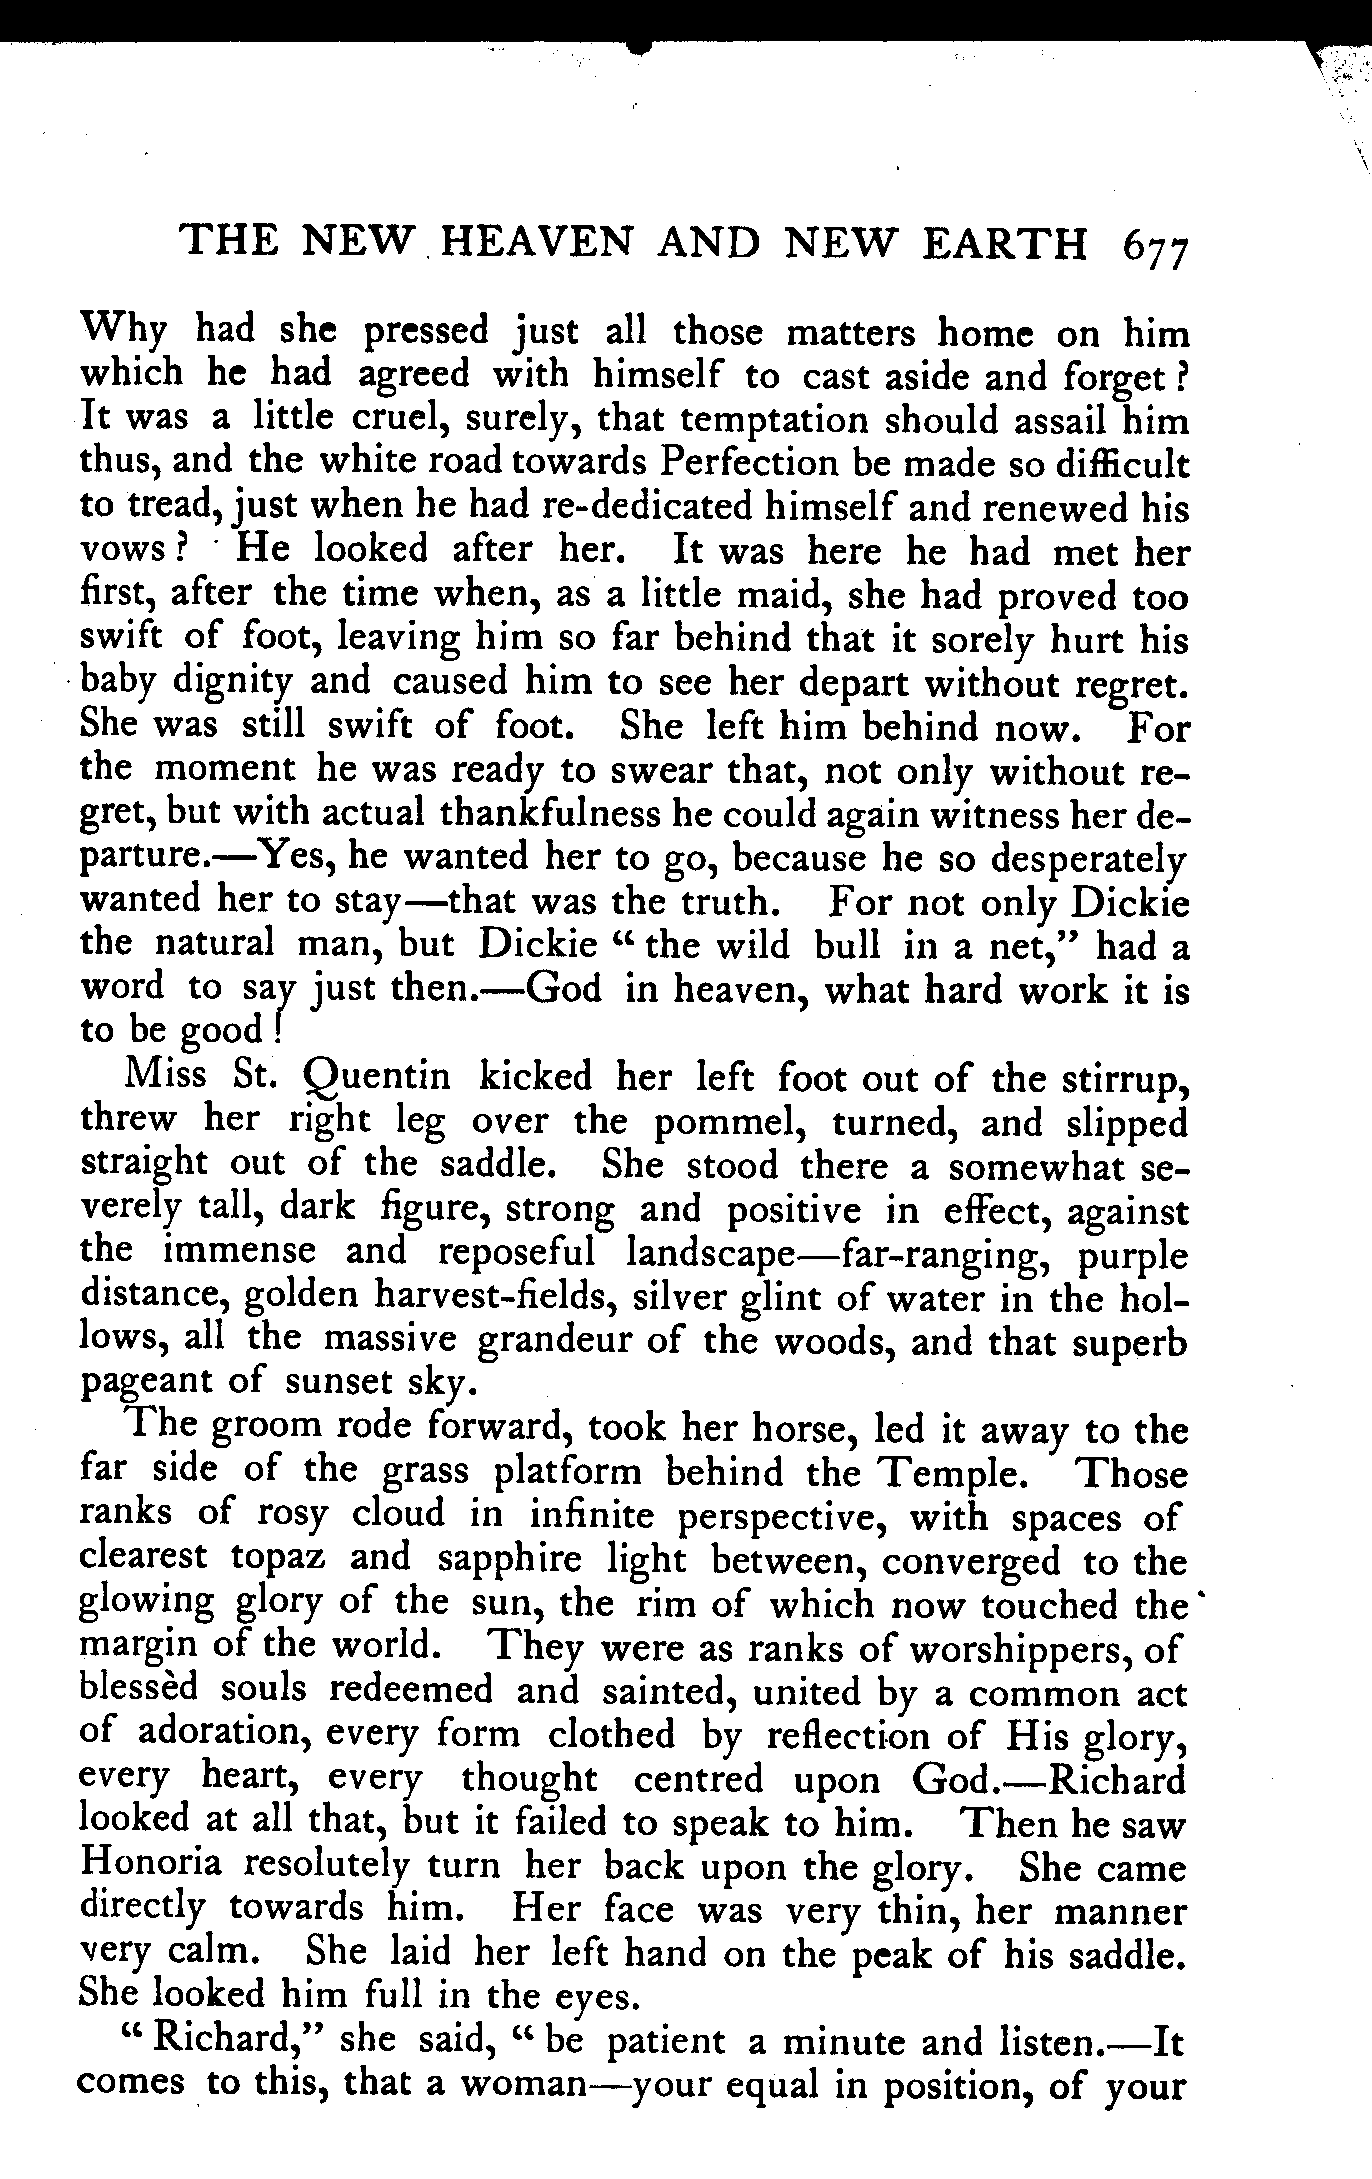 THE NEW HEAVEN AND NEW EARTH 677
Why had she pressed just all those matters home on him
which he had agreed with himself to cast aside and forget ?
It was a little cruel, surely, that temptation should assail him
thus, and the white road towards Perfection be made so difficult
to tread, just when he had re-dedicated himself and renewed his
vows ? He looked after her. It was here he had met her
first, after the time when, as a little maid, she had proved too
swift of foot, leaving him so far behind that it sorely hurt his
baby dignity and caused him to see her depart without regret.
She was still swift of foot. She left him behind now. For
the moment he was ready to swear that, not only without re-
gret, but with actual thankfulness he could again witness her de-
parture.—Yes, he wanted her to go, because he so desperately
wanted her to stay—that was the truth. For not only Dickie
the natural man, but Dickie “ the wild bull in a net,” had a
word to say just then.—God in heaven, what hard work it is
to be good !
Miss St. Quentin kicked her left foot out of the stirrup,
threw her right leg over the pommel, turned, and slipped
straight out of the saddle. She stood there a somewhat se-
verely tall, dark figure, strong and positive in effect, against
the immense and reposeful landscape—far-ranging, purple
distance, golden harvest-fields, silver glint of water in the hol-
lows, all the massive grandeur of the woods, and that superb
pageant of sunset sky.
The groom rode forward, took her horse, led it away to the
far side of the grass platform behind the Temple. Those
ranks of rosy cloud in infinite perspective, with spaces of
clearest topaz and sapphire light between, converged to the
glowing glory of the sun, the rim of which now touched the
margin of the world. They were as ranks of worshippers, of
blessèd souls redeemed and sainted, united by a common act
of adoration, every form clothed by reflection of His glory,
every heart, every thought centred upon God.—Richard
looked at all that, but it failed to speak to him. Then he saw
Honoria resolutely turn her back upon the glory. She came
directly towards him. Her face was very thin, her manner
very calm. She laid her left hand on the peak of his saddle.
She looked him full in the eyes.
“ Richard,” she said, “ be patient a minute and listen.—It
comes to this, that a woman—your equal in position, of your